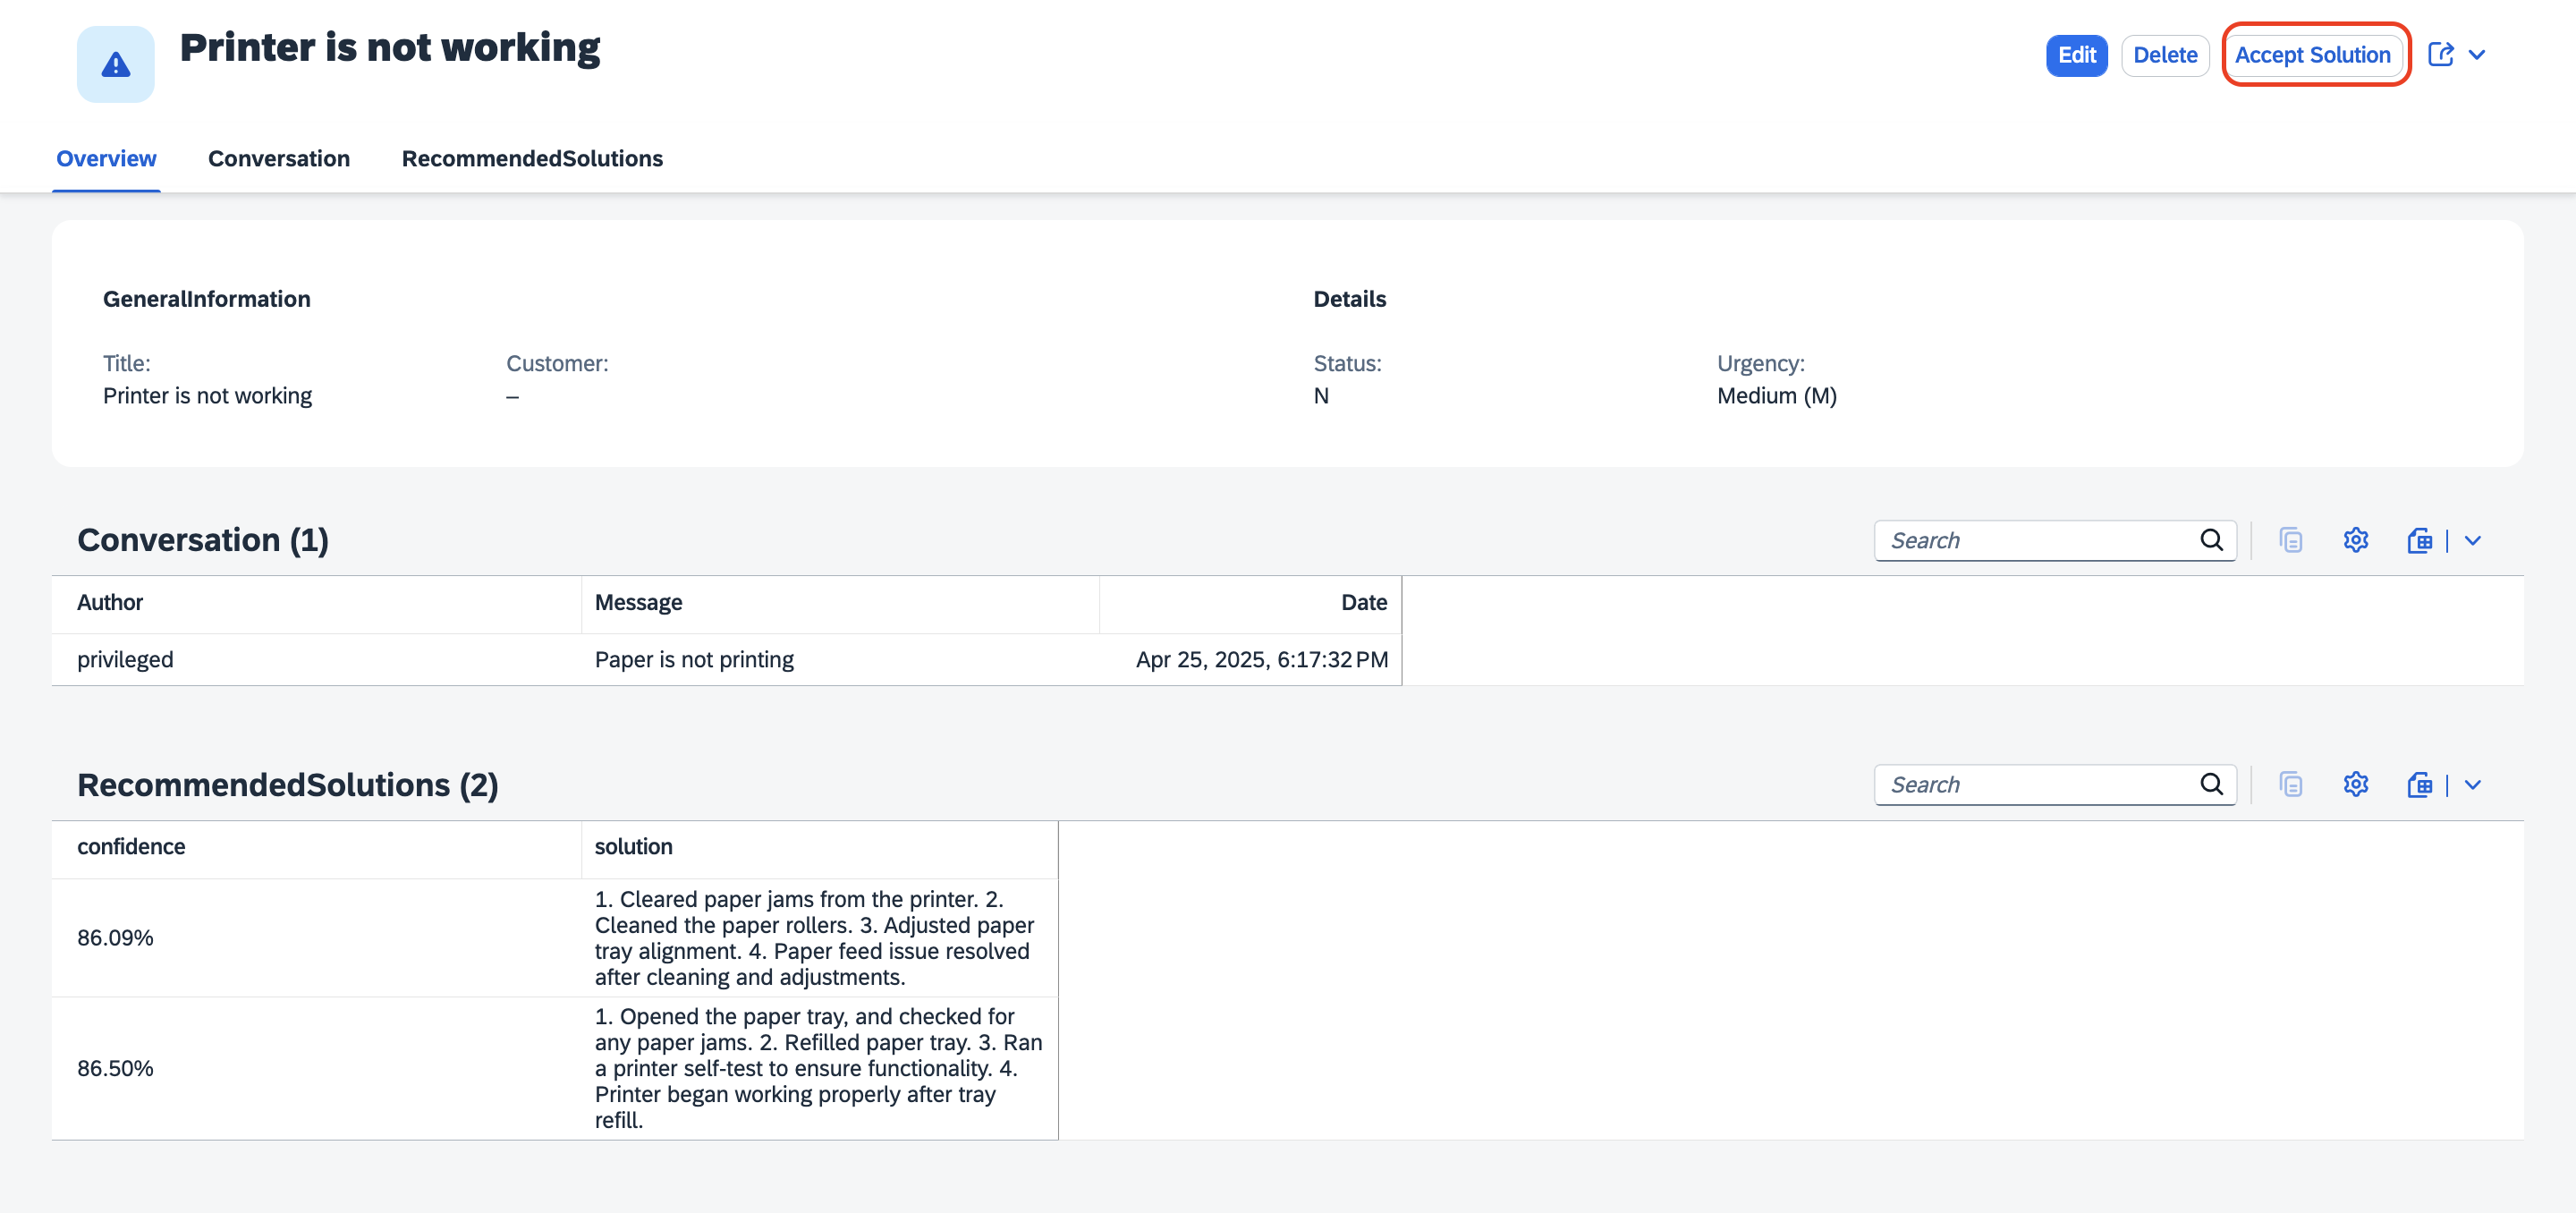 Printer is not working
Edit
Delete
Accept Solution
Overview
Conversation
RecommendedSolutions
GeneralInformation
Details
Title:
Customer:
Status:
Urgency:
Printer is not working
–
N
Medium (M)
Conversation (1)
Search
Author
Message
Date
privileged
Paper is not printing
Apr 25, 2025, 6:17:32 PM
RecommendedSolutions (2)
Search
confidence
solution
86.09%
1. Cleared paper jams from the printer. 2.
Cleaned the paper rollers. 3. Adjusted paper
tray alignment. 4. Paper feed issue resolved
after cleaning and adjustments.
86.50%
1. Opened the paper tray, and checked for
any paper jams. 2. Refilled paper tray. 3. Ran
a printer self-test to ensure functionality. 4.
Printer began working properly after tray
refill.